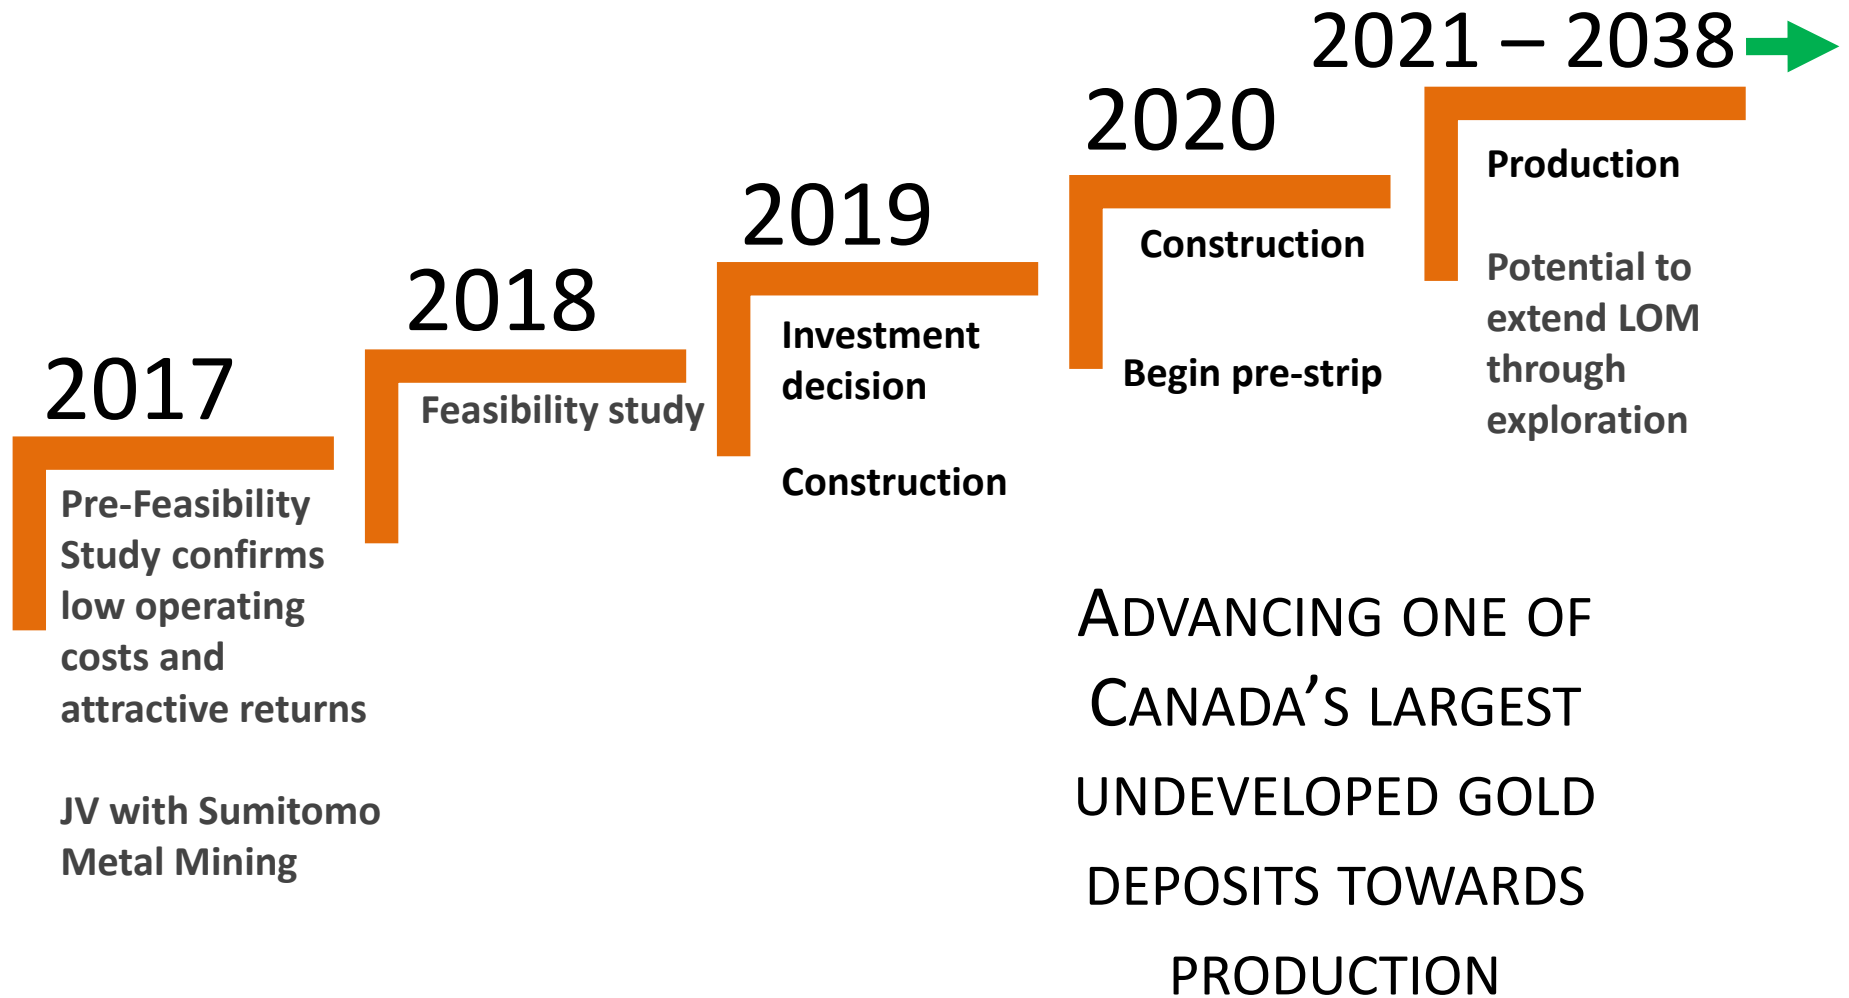 2017
Pre-Feasibility
Study confirms
low operating
costs and
attractive returns
JV with Sumitomo
Metal Mining
2018
Feasibility study
2019
Investment
decision
Construction
2020
Construction
Begin pre-strip
2021 – 2038
Production
Potential to
extend LOM
through
exploration
ADVANCING ONE OF
CANADA’S LARGEST
UNDEVELOPED GOLD
DEPOSITS TOWARDS
PRODUCTION